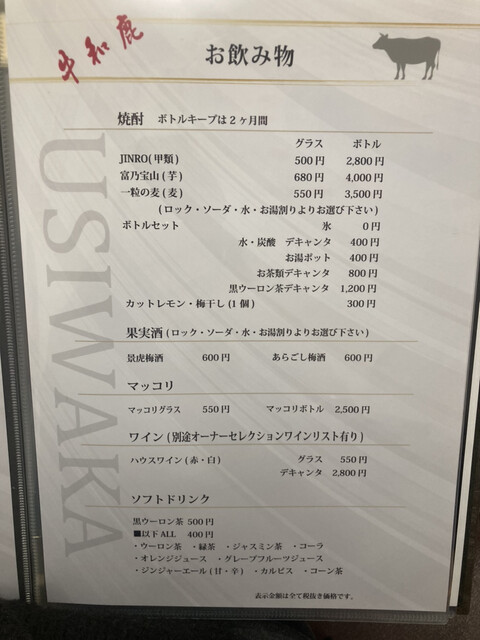 牛和鹿
お飲み物
焼酎 ボトルキープは2ヶ月間
グラス ボトル
JINRO(甲類) 500円 2,800円
富乃宝山(芋) 680円 4,000円
一粒の麦(麦) 550円 3,500円
(ロック・ソーダ・水・お湯割りよりお選び下さい)
ボトルセット 氷 0円
水・炭酸 デキャンタ 400円
お湯ポット 400円
お茶類デキャンタ 800円
黒ウーロン茶デキャンタ 1,200円
カットレモン・梅干し(1個) 300円
果実酒(ロック・ソーダ・水・お湯割りよりお選び下さい)
景虎梅酒 600円 あらごし梅酒 600円
マッコリ
マッコリグラス 550円 マッコリボトル 2,500円
ワイン(別途オーナーセレクションワインリスト有り)
ハウスワイン(赤・白) グラス 550円
デキャンタ 2,800円
ソフトドリンク
黒ウーロン茶 500円
■以下ALL 400円
・ウーロン茶 ・緑茶 ・ジャスミン茶 ・コーラ
・オレンジジュース ・グレープフルーツジュース
・ジンジャーエール(甘・辛) ・カルピス ・コーン茶
表示金額は全て税抜き価格です。
USIWAKA